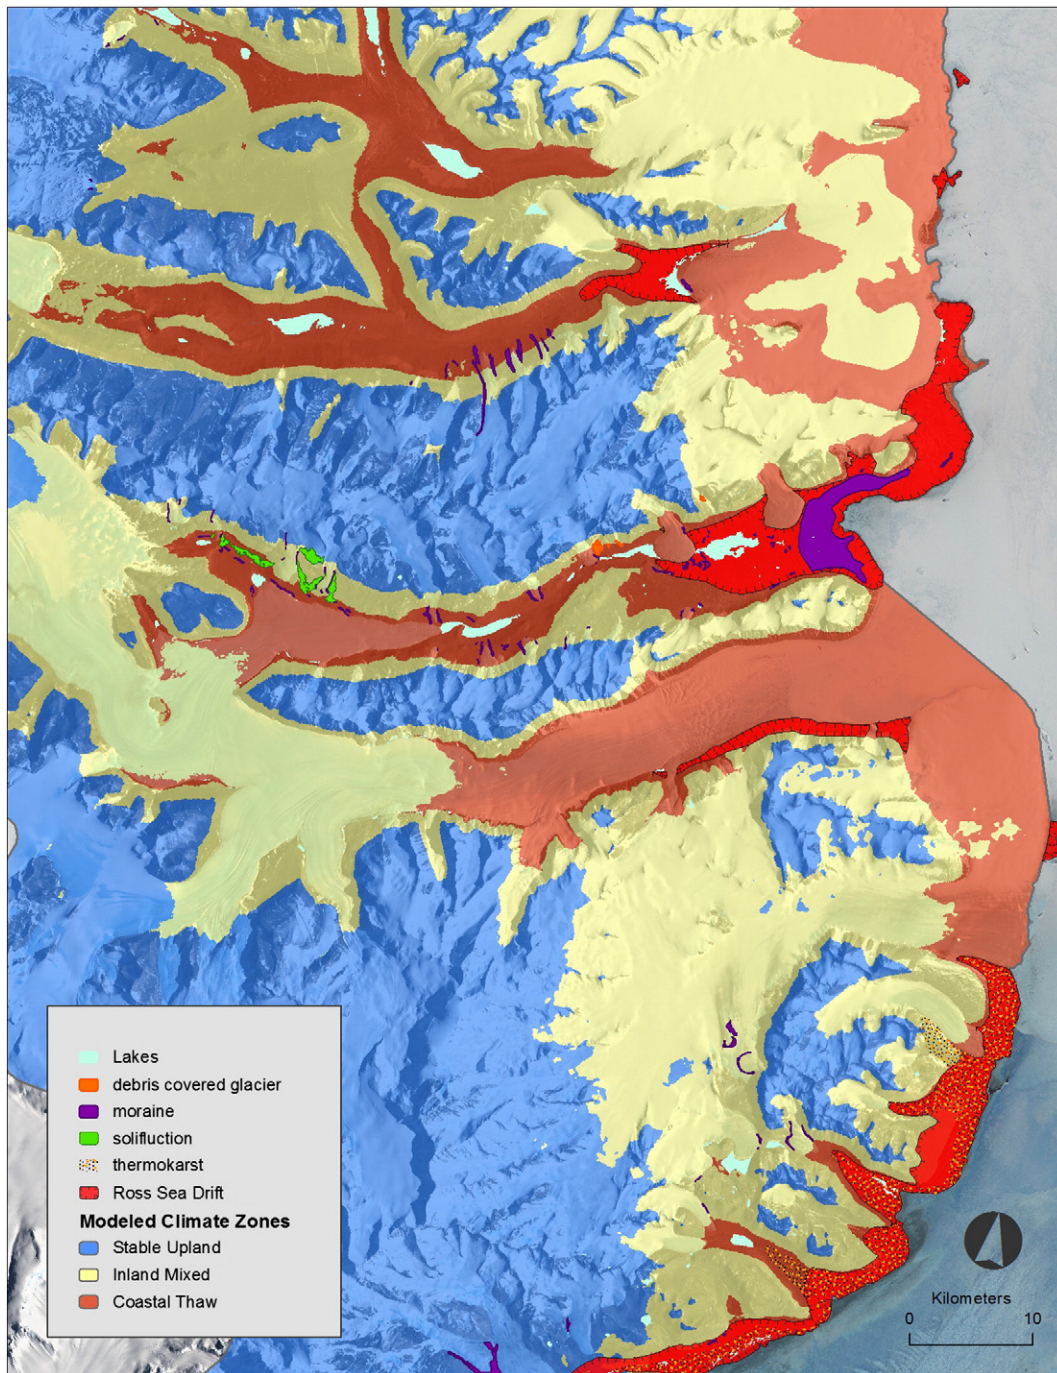 Lakes
debris covered glacier
moraine
solifluction
thermokarst
Ross Sea Drift
Modeled Climate Zones
Stable Upland
Inland Mixed
Coastal Thaw
Kilometers
0 10